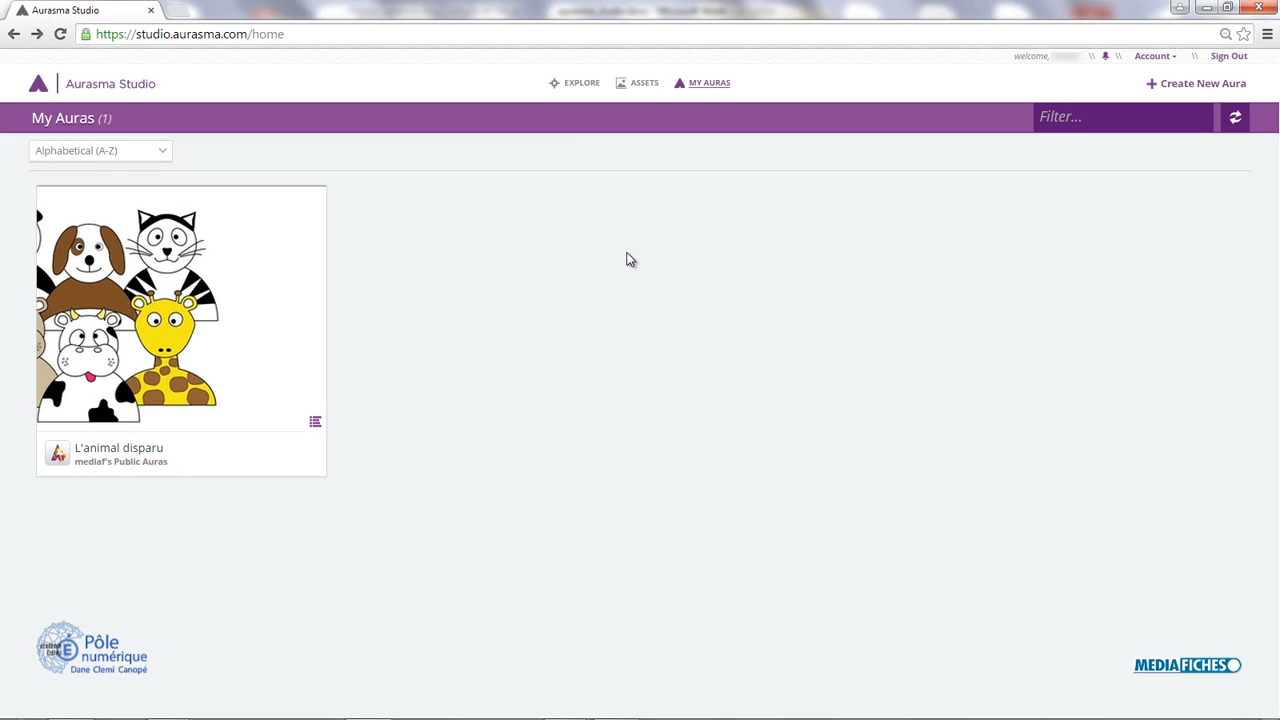 Aurasma Studio
https://studio.aurasma.com/home
welcome, \\ \\ Account \\ Sign Out
Aurasma Studio EXPLORE ASSETS MY AURAS + Create New Aura
My Auras (1) Filter...
Alphabetical (A-Z)
L'animal disparu
mediaf's Public Auras
Pôle
numérique
Dane Clemi Canopé
MEDIAFICHES